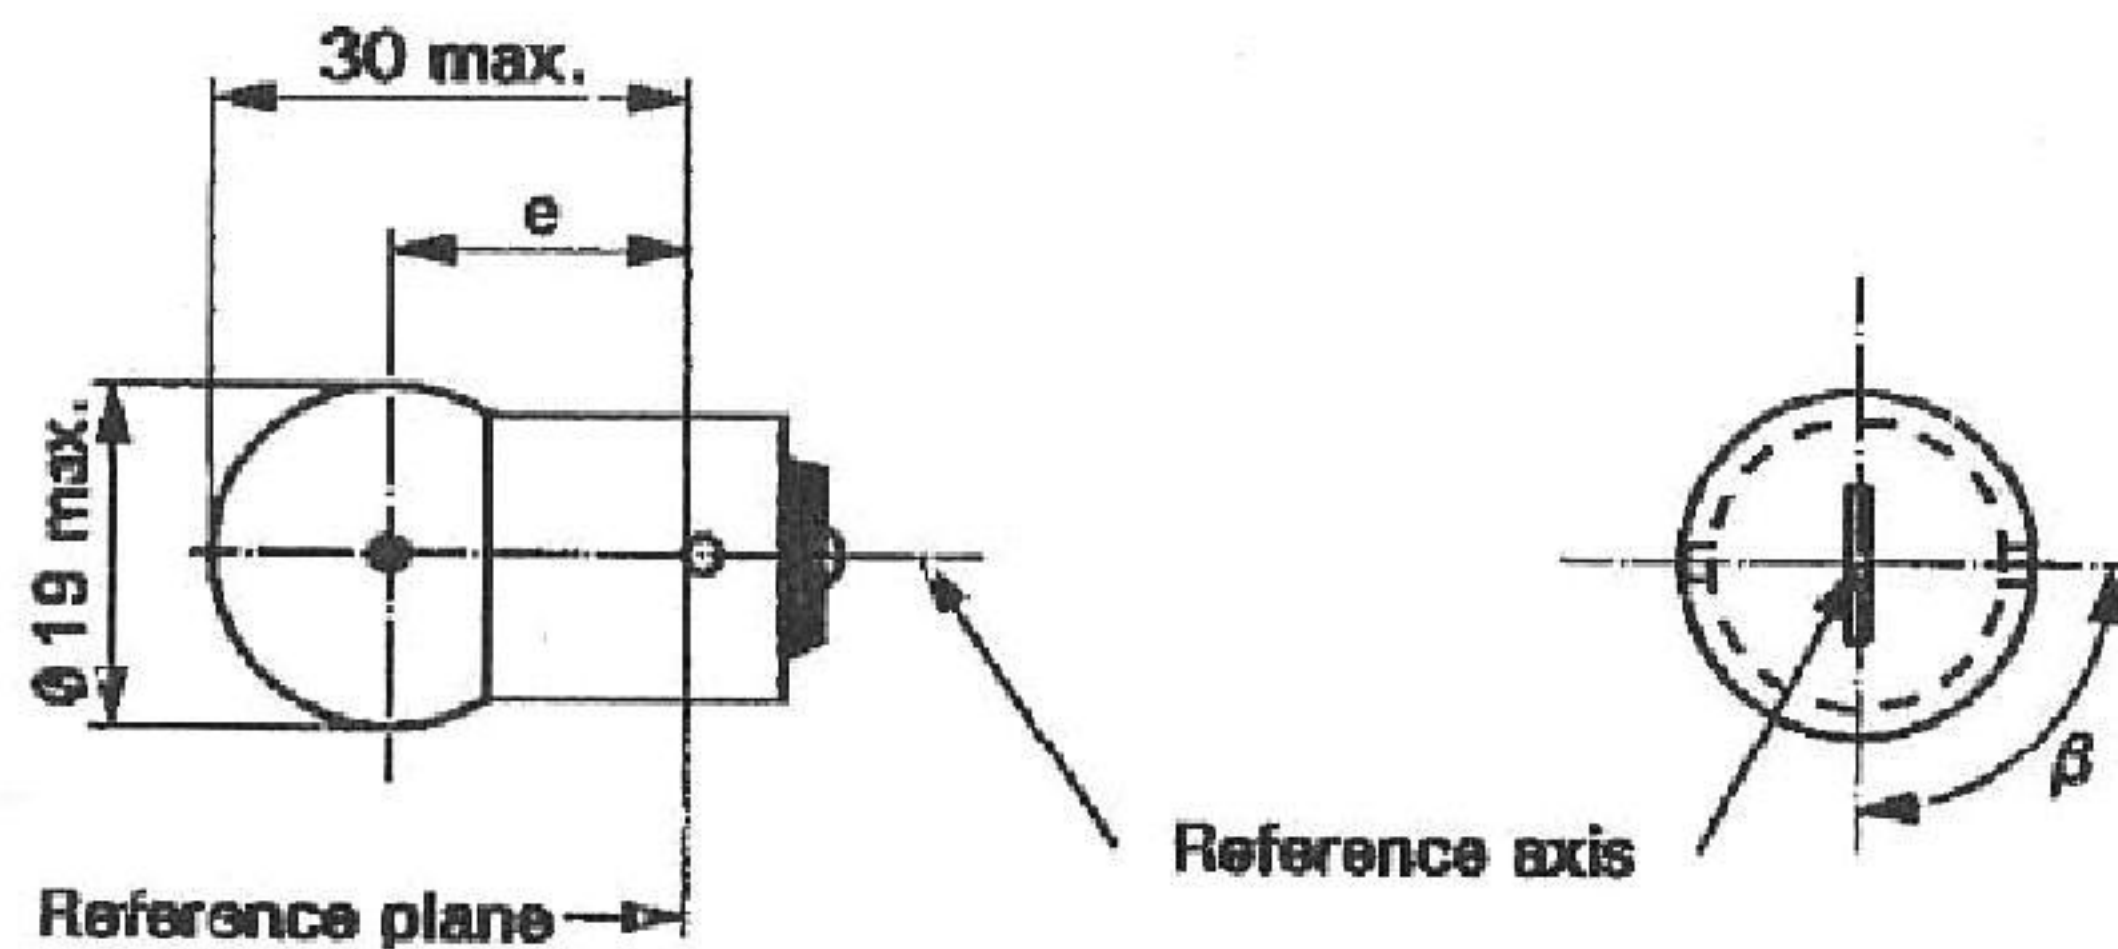 30 max.
e
ϕ 19 max.
β
Reference axis
Reference plane